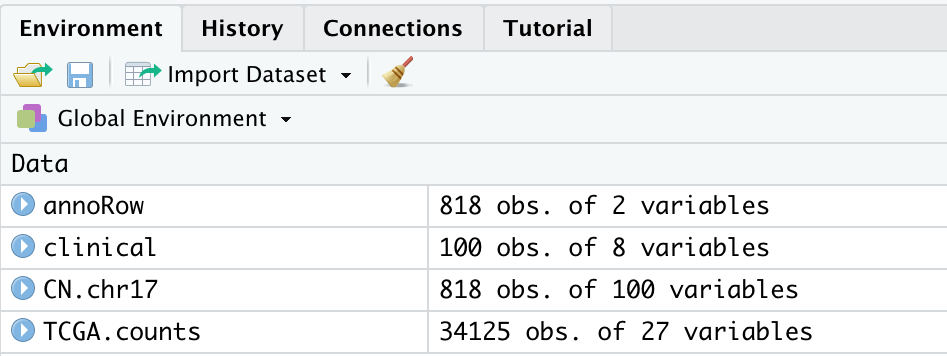 Environment History Connections Tutorial
Import Dataset
Global Environment
Data
annoRow 818 obs. of 2 variables
clinical 100 obs. of 8 variables
CN.chr17 818 obs. of 100 variables
TCGA.counts 34125 obs. of 27 variables